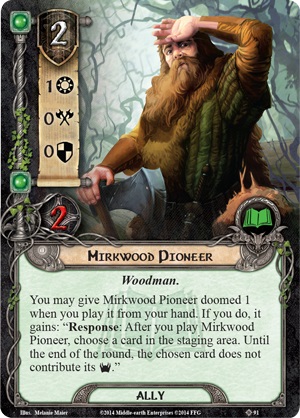 2
1
0
0
2
Mirkwood Pioneer
Woodman.
You may give Mirkwood Pioneer doomed 1
when you play it from your hand. If you do, it
gains: “Response: After you play Mirkwood
Pioneer, choose a card in the staging area. Until
the end of the round, the chosen card does not
contribute its .”
ALLY
Illus. Melanie Maier ©2014 Middle-earth Enterprises ©2014 FFG 91